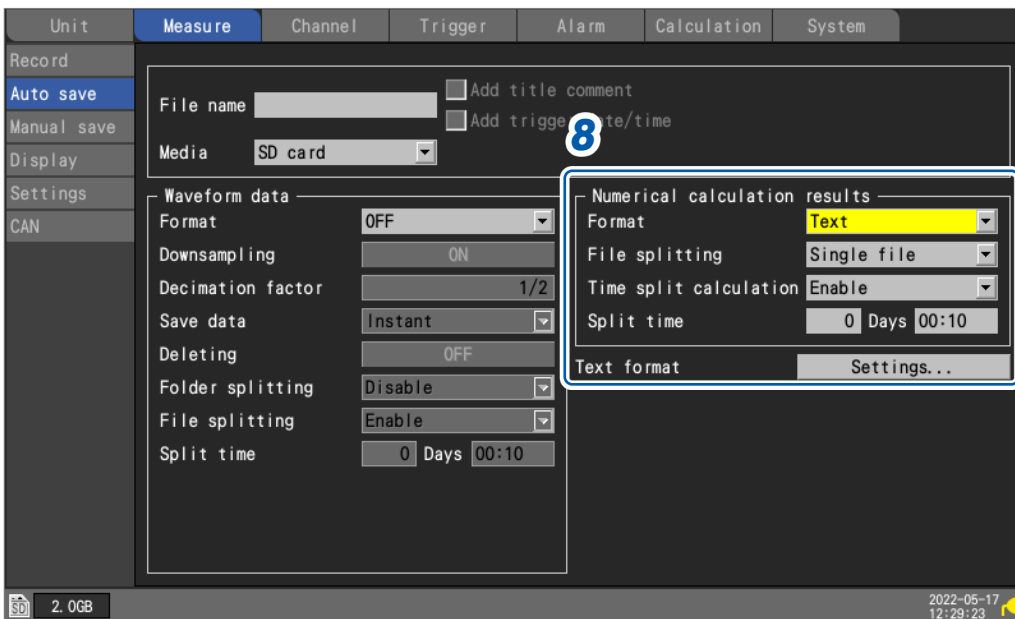 Unit Measure Channel Trigger Alarm Calculation System
Record
Auto save
Manual save
Display
Settings
CAN
File name
Add title comment
Add trigge te/time
8
Media SD card
Waveform data
Format OFF
Downsampling ON
Decimation factor 1/2
Save data Instant
Deleting OFF
Folder splitting Disable
File splitting Enable
Split time 0 Days 00:10
Numerical calculation results
Format Text
File splitting Single file
Time split calculation Enable
Split time 0 Days 00:10
Text format Settings...
SD 2.0GB
2022-05-17
12:29:23